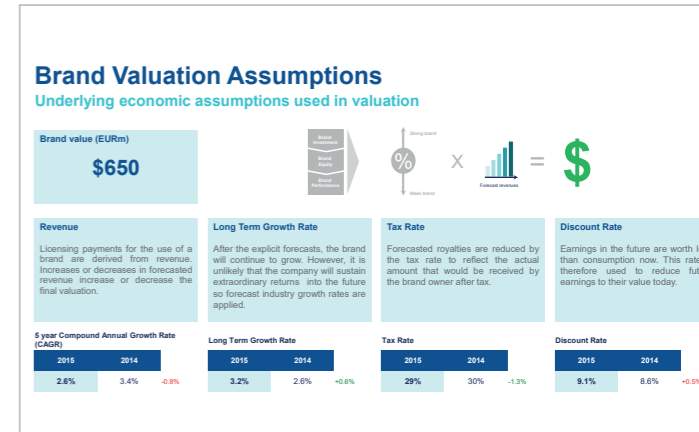 Brand Valuation Assumptions
Underlying economic assumptions used in valuation
Brand value (EURm)
$650
Brand
Investment
Brand
Equity
Brand
Performance
Strong brand
%
Weak brand
X
Forecast revenues
=
$
Revenue
Licensing payments for the use of a
brand are derived from revenue.
Increases or decreases in forecasted
revenue increase or decrease the
final valuation.
Long Term Growth Rate
After the explicit forecasts, the brand
will continue to grow. However, it is
unlikely that the company will sustain
extraordinary returns into the future
so forecast industry growth rates are
applied.
Tax Rate
Forecasted royalties are reduced by
the tax rate to reflect the actual
amount that would be received by
the brand owner after tax.
Discount Rate
Earnings in the future are worth
than consumption now. This rate
therefore used to reduce
earnings to their value today.
5 year Compound Annual Growth Rate
(CAGR)
2015 2014
2.6% 3.4% -0.8%
Long Term Growth Rate
2015 2014
3.2% 2.6% +0.6%
Tax Rate
2015 2014
29% 30% -1.3%
Discount Rate
2015 2014
9.1% 8.6% +0.5%